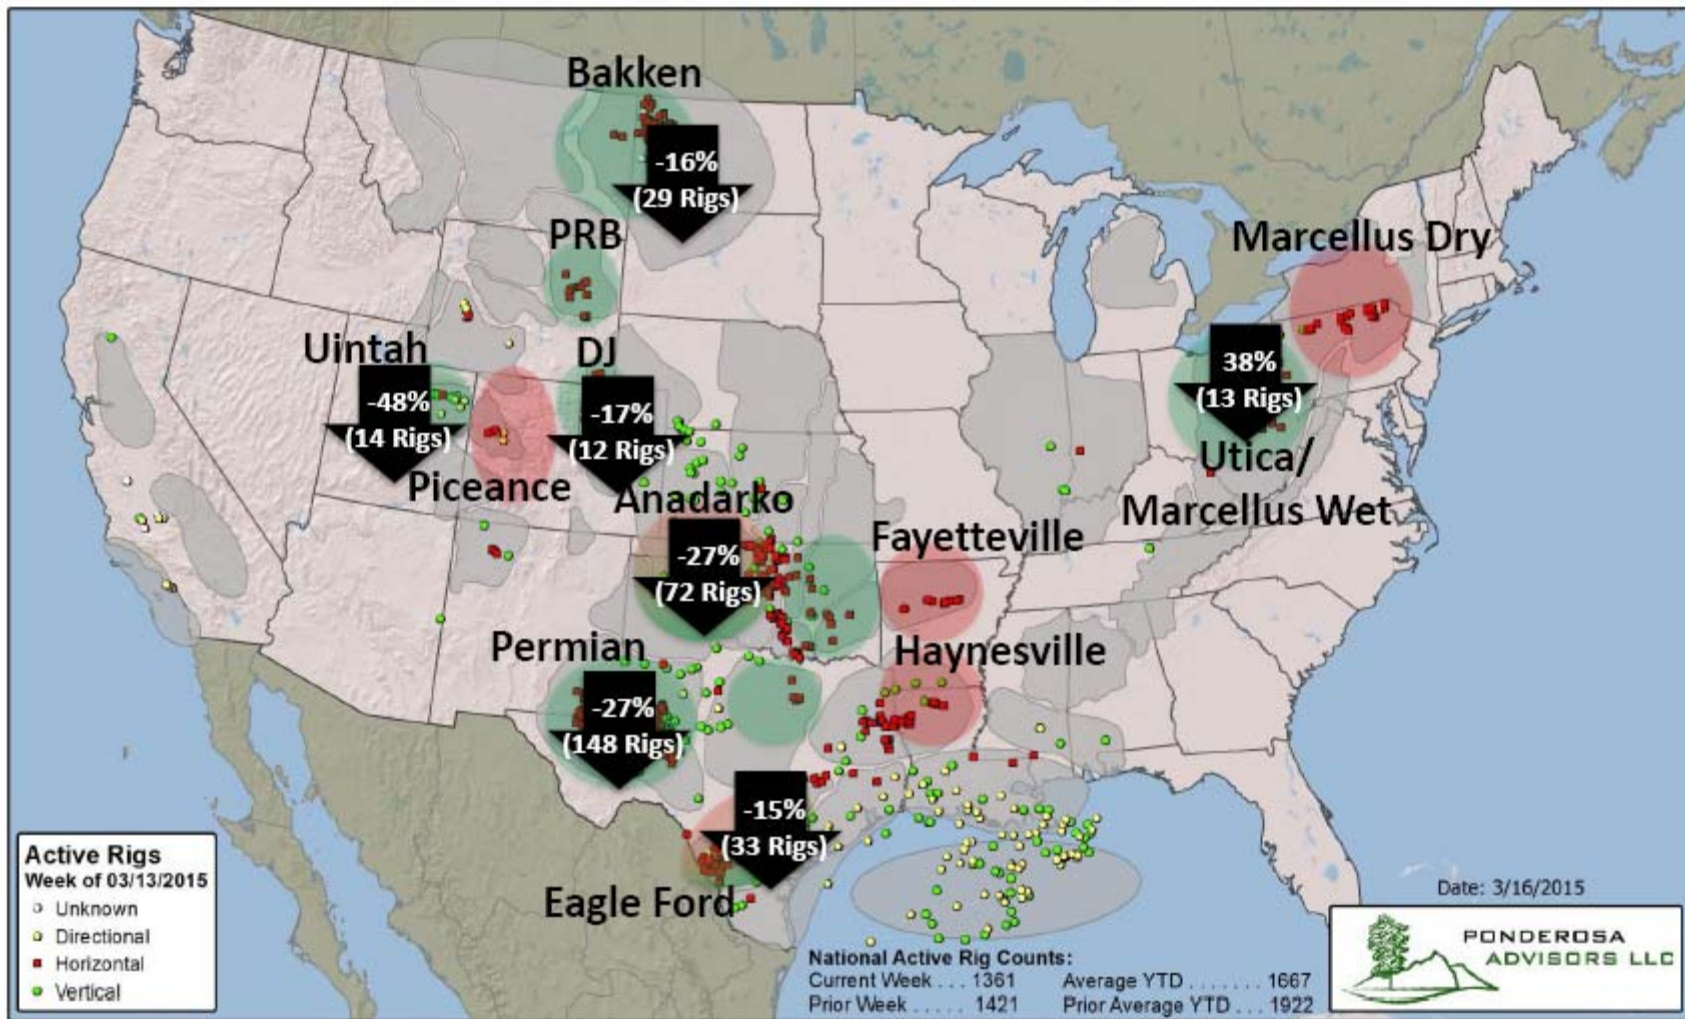 Bakken
-16%
(29 Rigs)
PRB
Marcellus Dry
Uintah
DJ
38%
(13 Rigs)
-48%
(14 Rigs)
-17%
(12 Rigs)
Utica/
Marcellus Wet
Piceance
Anadarko
-27%
(72 Rigs)
Fayetteville
Permian
Haynesville
-27%
(148 Rigs)
-15%
(33 Rigs)
Eagle Ford
Active Rigs
Week of 03/13/2015
Unknown
Directional
Horizontal
Vertical
National Active Rig Counts:
Current Week . . . 1361 Average YTD . . . . . . . 1667
Prior Week . . . . . 1421 Prior Average YTD . . . 1922
Date: 3/16/2015
PONDEROSA
ADVISORS LLC